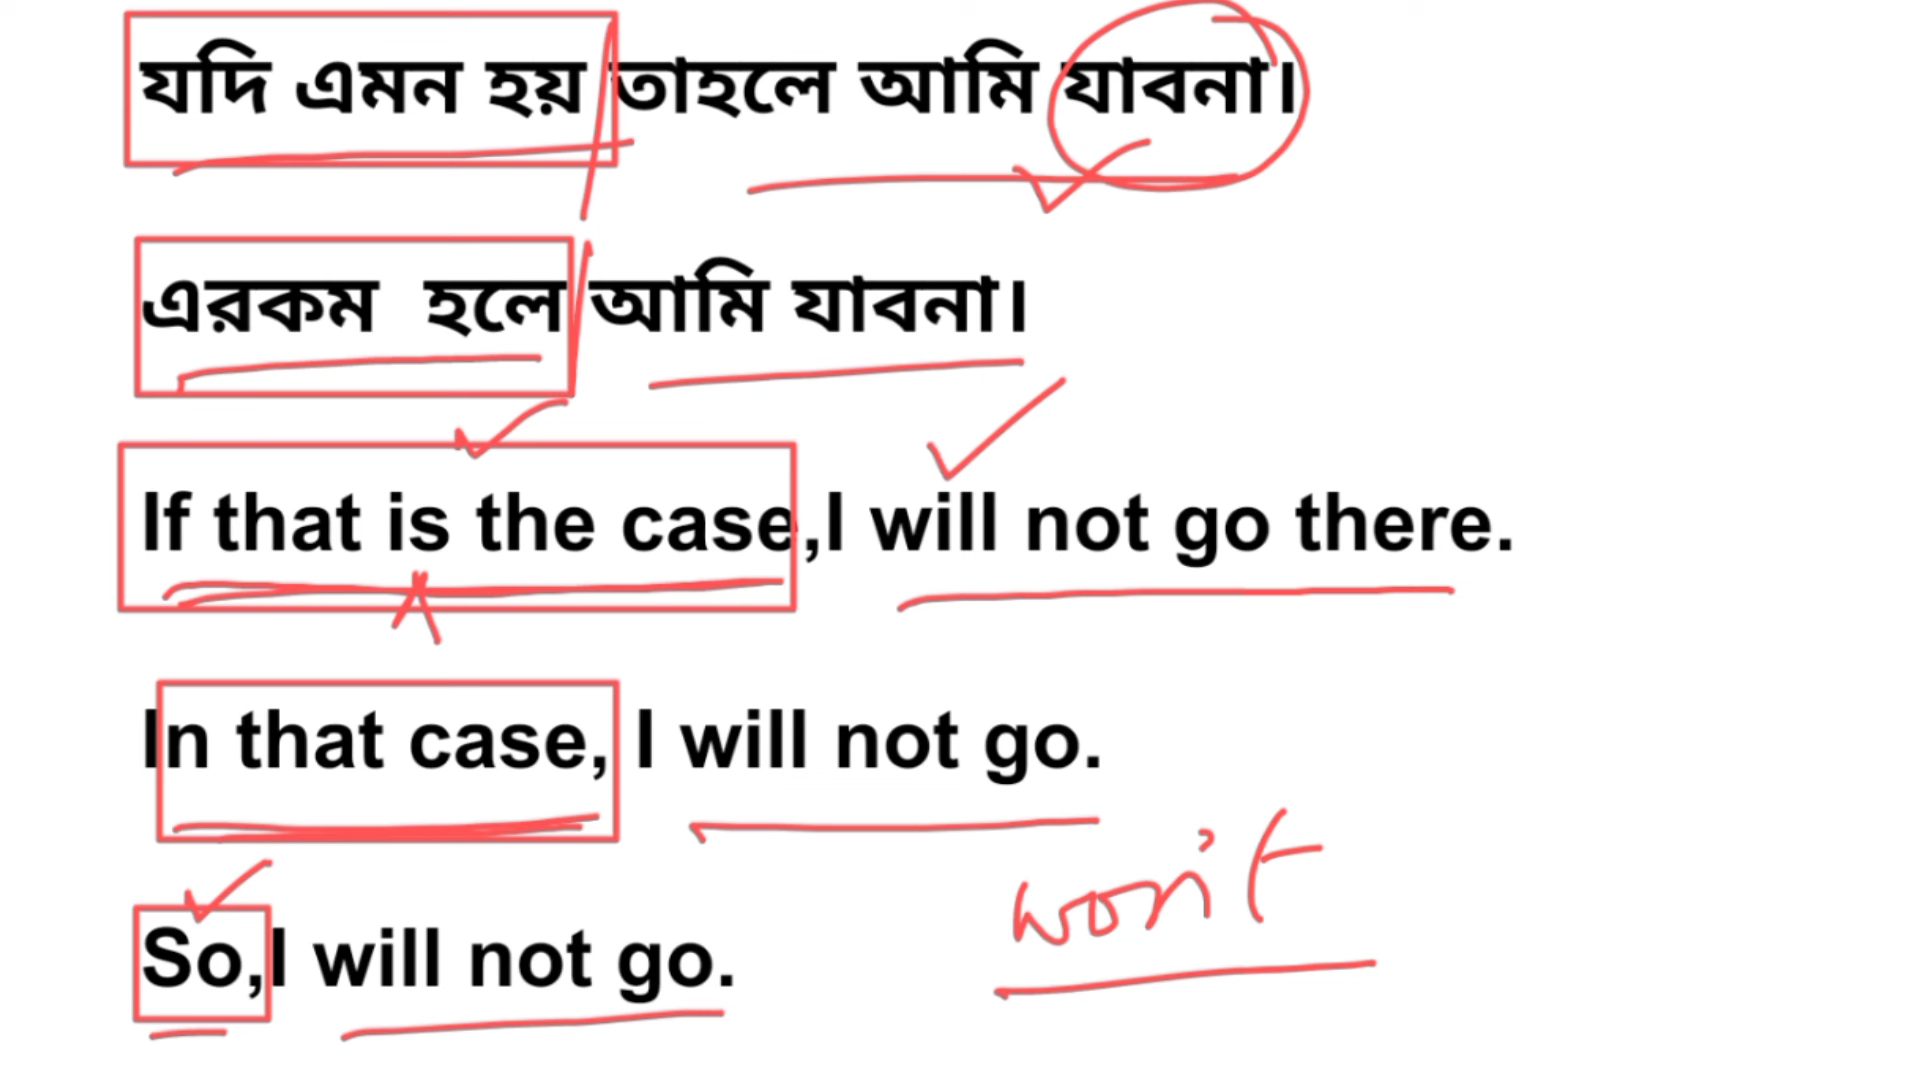 যদি এমন হয় তাহলে আমি যাবনা।
এরকম হলে আমি যাবনা।
If that is the case,I will not go there.
In that case, I will not go.
won't
So,I will not go.